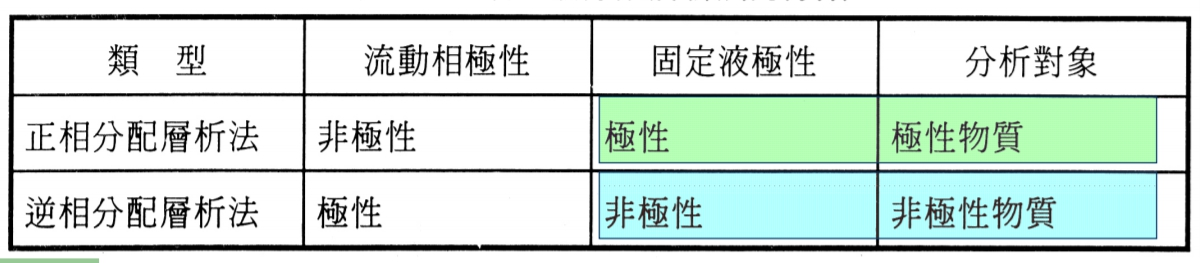 類 型 流動相極性 固定液極性 分析對象
正相分配層析法 非極性 極性 極性物質
逆相分配層析法 極性 非極性 非極性物質